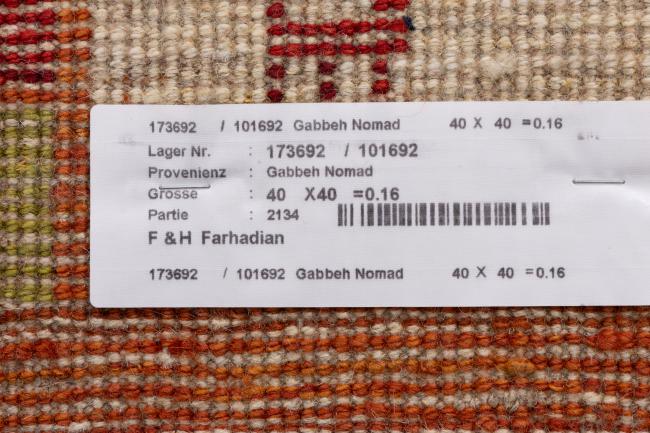 173692 / 101692 Gabbeh Nomad 40 X 40 =0.16
Lager Nr. : 173692 / 101692
Provenienz : Gabbeh Nomad
Grösse : 40 X40 =0.16
Partie : 2134
F &H Farhadian
173692 / 101692 Gabbeh Nomad 40 X 40 =0.16